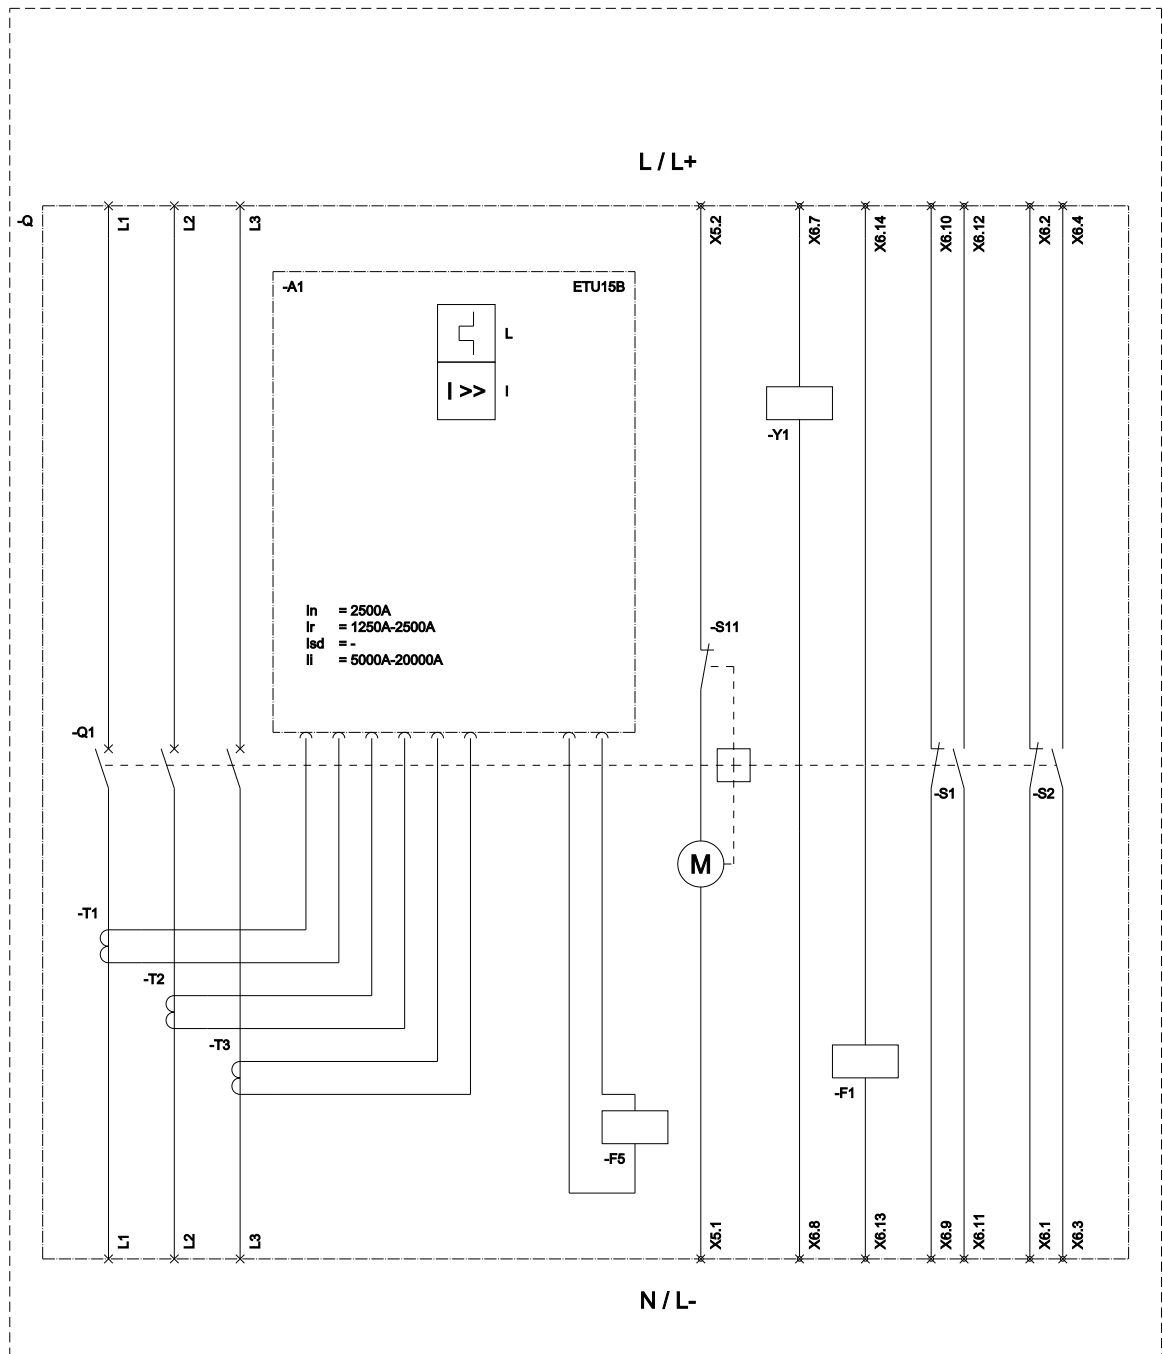 L / L+
-Q
L1
L2
L3
X5.2
X6.7
X6.14
X6.10
X6.12
X6.2
X6.4
-A1
ETU15B
L
I >>
I
-Y1
In = 2500A
Ir = 1250A-2500A
Isd = -
Ii = 5000A-20000A
-S11
-Q1
-S1
-S2
M
-T1
-T2
-T3
-F1
-F5
L1
L2
L3
X5.1
X6.8
X6.13
X6.9
X6.11
X6.1
X6.3
N / L-